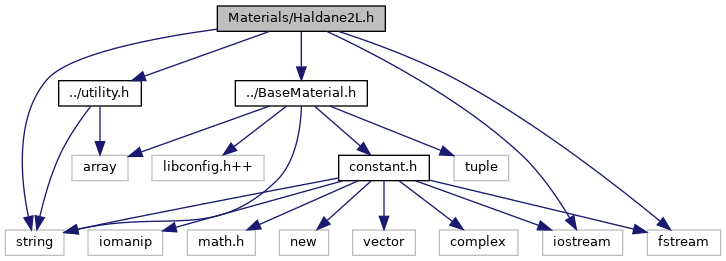 Materials/Haldane2L.h
../utility.h
../BaseMaterial.h
array
libconfig.h++
constant.h
tuple
string
iomanip
math.h
new
vector
complex
iostream
fstream